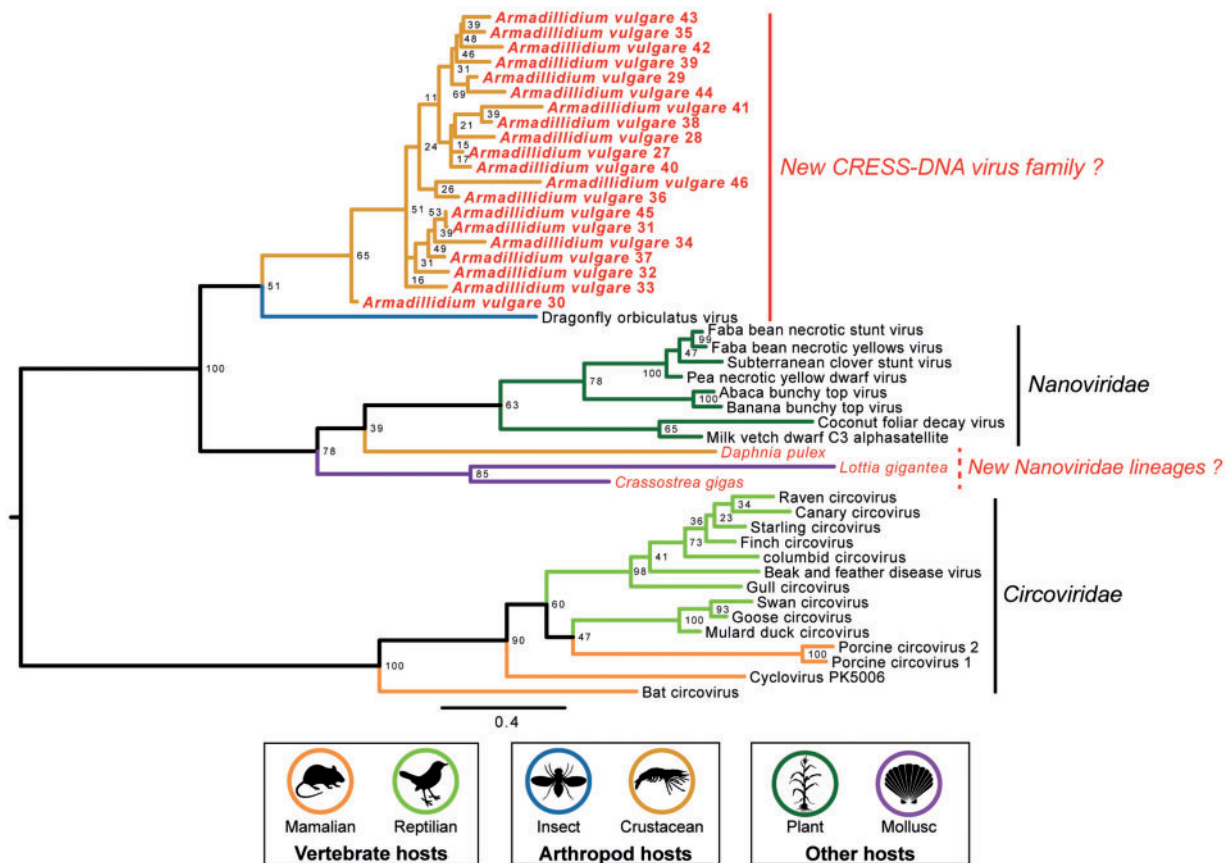 Armadillidium vulgare 43
39
Armadillidium vulgare 35
48
Armadillidium vulgare 42
46
Armadillidium vulgare 39
31
Armadillidium vulgare 29
69
Armadillidium vulgare 44
11
Armadillidium vulgare 41
39
Armadillidium vulgare 38
21
Armadillidium vulgare 28
15
Armadillidium vulgare 27
17
Armadillidium vulgare 40
24
Armadillidium vulgare 46
26
Armadillidium vulgare 36
51
53
Armadillidium vulgare 45
Armadillidium vulgare 31
39
Armadillidium vulgare 34
49
Armadillidium vulgare 37
31
Armadillidium vulgare 32
16
Armadillidium vulgare 33
65
Armadillidium vulgare 30
51
Dragonfly orbiculatus virus
New CRESS-DNA virus family ?
100
Faba bean necrotic stunt virus
99
Faba bean necrotic yellows virus
47
Subterranean clover stunt virus
100
Pea necrotic yellow dwarf virus
78
Abaca bunchy top virus
100
Banana bunchy top virus
63
Coconut foliar decay virus
65
Milk vetch dwarf C3 alphasatellite
Nanoviridae
39
Daphnia pulex
78
Lottia gigantea
85
Crassostrea gigas
New Nanoviridae lineages ?
Raven circovirus
34
Canary circovirus
23
36
Starling circovirus
73
Finch circovirus
41
columbid circovirus
98
Beak and feather disease virus
Gull circovirus
60
Swan circovirus
93
Goose circovirus
100
Mulard duck circovirus
47
Porcine circovirus 2
100
Porcine circovirus 1
90
Cyclovirus PK5006
100
Bat circovirus
Circoviridae
0.4
Mamalian
Reptilian
Vertebrate hosts
Insect
Crustacean
Arthropod hosts
Plant
Mollusc
Other hosts